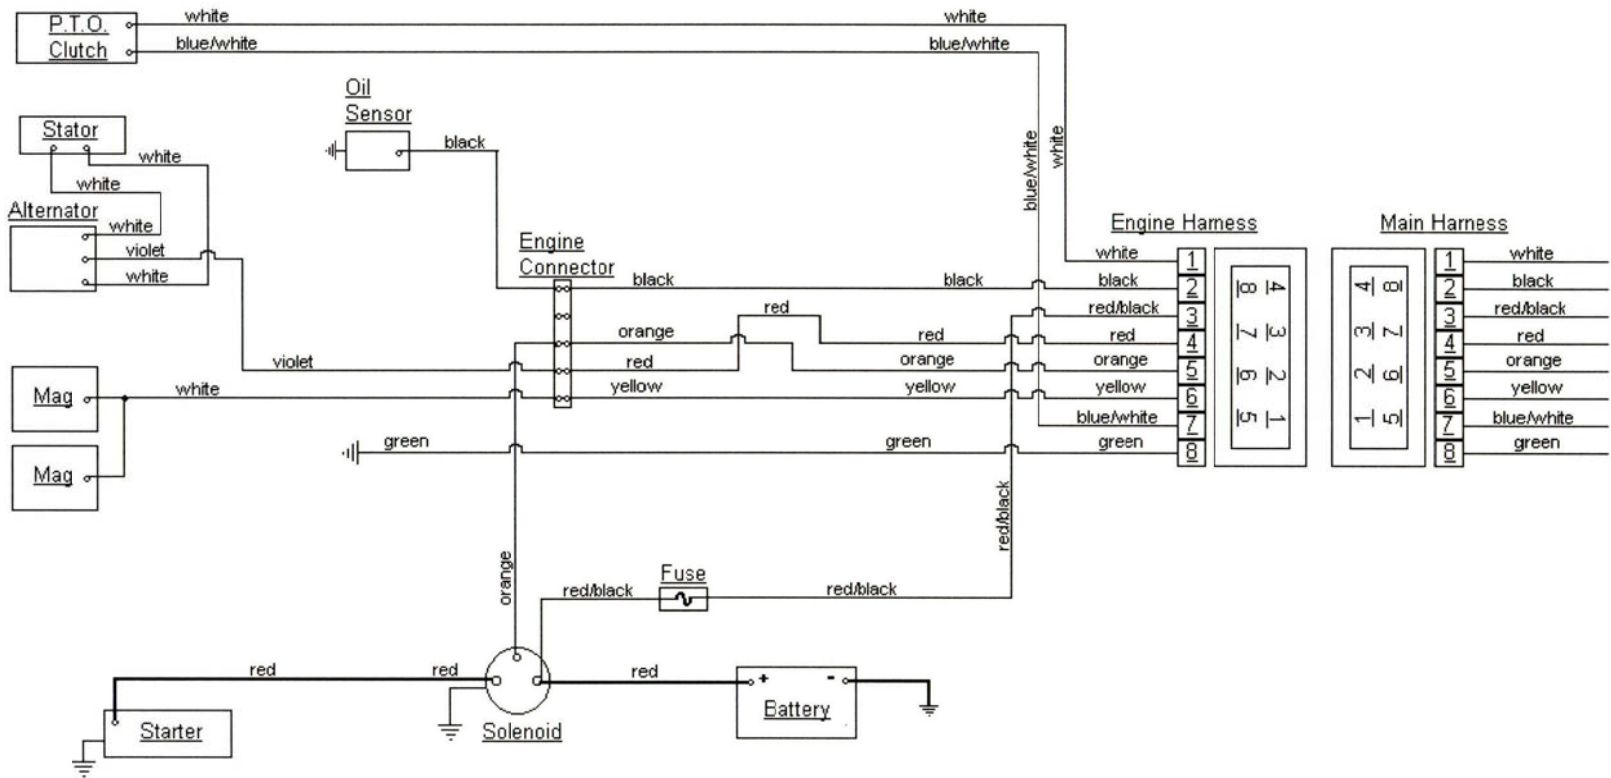 P.T.O.
Clutch
white
white
blue/white
blue/white
Oil
Sensor
black
Stator
white
white
Alternator
white
violet
white
blue/white
white
Engine
Connector
Engine Harness
Main Harness
white
1
black
black
black
2
red/black
3
red
red
red
4
orange
orange
orange
5
violet
red
yellow
yellow
yellow
6
blue/white
7
green
green
green
8
8 4
7 3
6 2
5 1
4 8
3 7
2 6
1 5
1
white
2
black
3
red/black
4
red
5
orange
6
yellow
7
blue/white
8
green
Mag
white
Mag
orange
red/black
Fuse
red/black
red/black
red
red
red
Starter
Solenoid
+ -
Battery